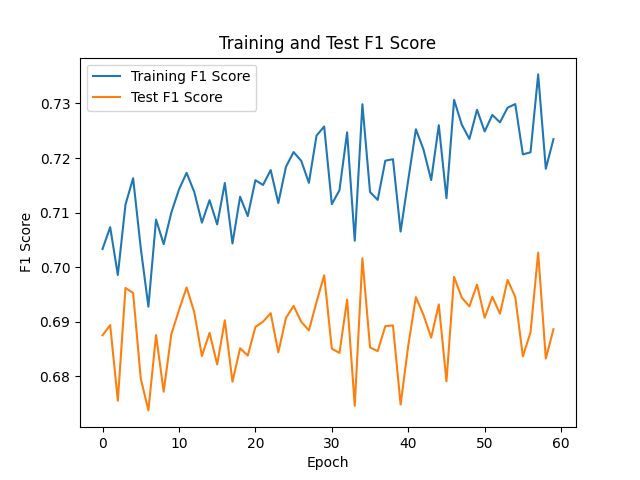 Training and Test F1 Score
Training F1 Score
Test F1 Score
0.73
0.72
0.71
0.70
0.69
0.68
F1 Score
0 10 20 30 40 50 60
Epoch